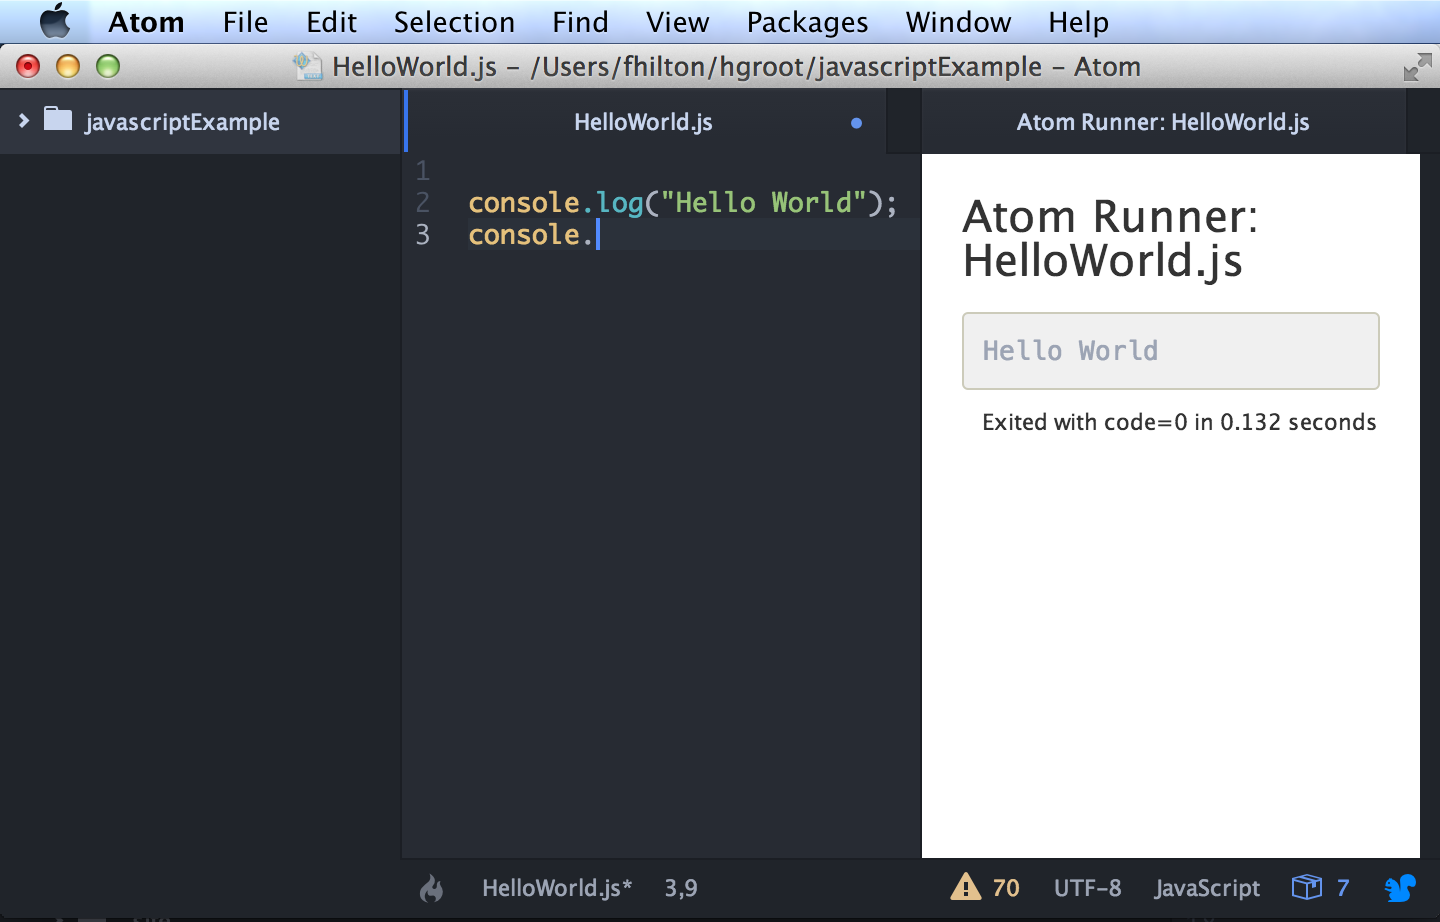 Atom File Edit Selection Find View Packages Window Help
HelloWorld.js – /Users/fhilton/hgroot/javascriptExample – Atom
javascriptExample
HelloWorld.js
Atom Runner: HelloWorld.js
1
2 console.log("Hello World");
3 console.
Atom Runner:
HelloWorld.js
Hello World
Exited with code=0 in 0.132 seconds
HelloWorld.js* 3,9 70 UTF-8 JavaScript 7